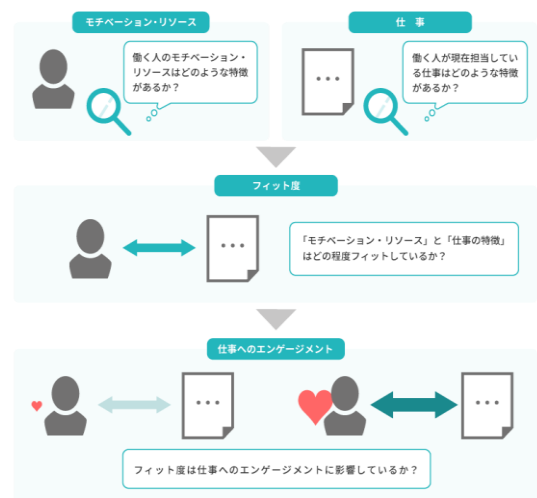 モチベーション・リソース
仕 事
働く人のモチベーション・
リソースはどのような特徴
があるか？
働く人が現在担当してい
る仕事はどのような特徴
があるか？
フィット度
「モチベーション・リソース」と「仕事の特徴」
はどの程度フィットしているか？
仕事へのエンゲージメント
フィット度は仕事へのエンゲージメントに影響しているか？